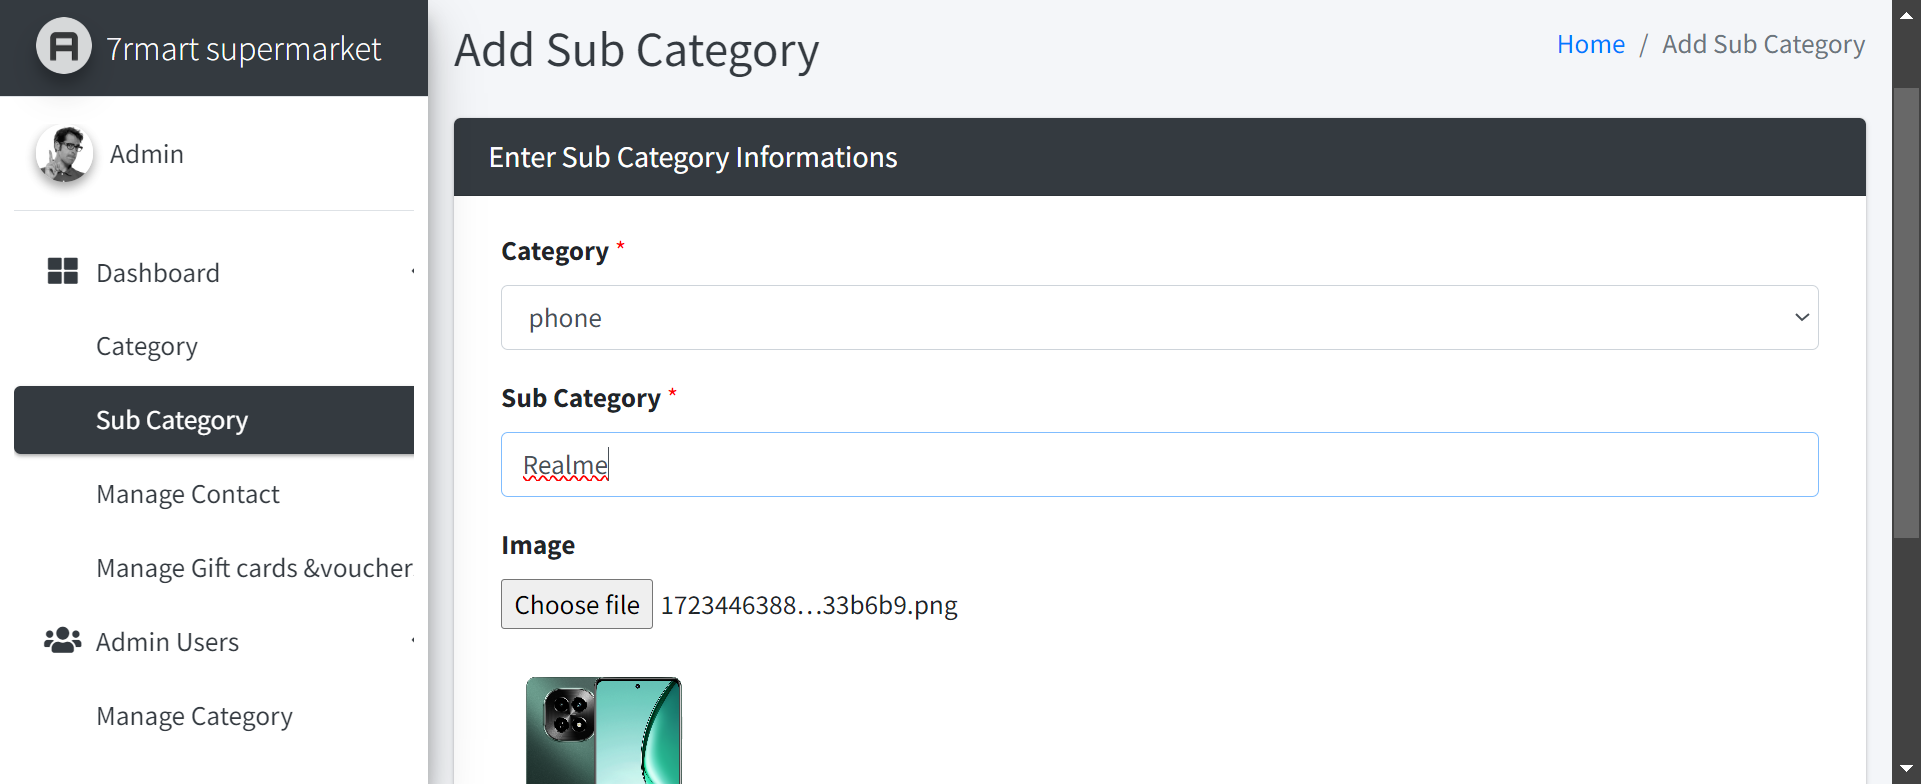 7rmart supermarket
Admin
Dashboard
Category
Sub Category
Manage Contact
Manage Gift cards &voucher
Admin Users
Manage Category
Add Sub Category
Home / Add Sub Category
Enter Sub Category Informations
Category *
phone
Sub Category *
Realme
Image
Choose file 1723446388...33b6b9.png